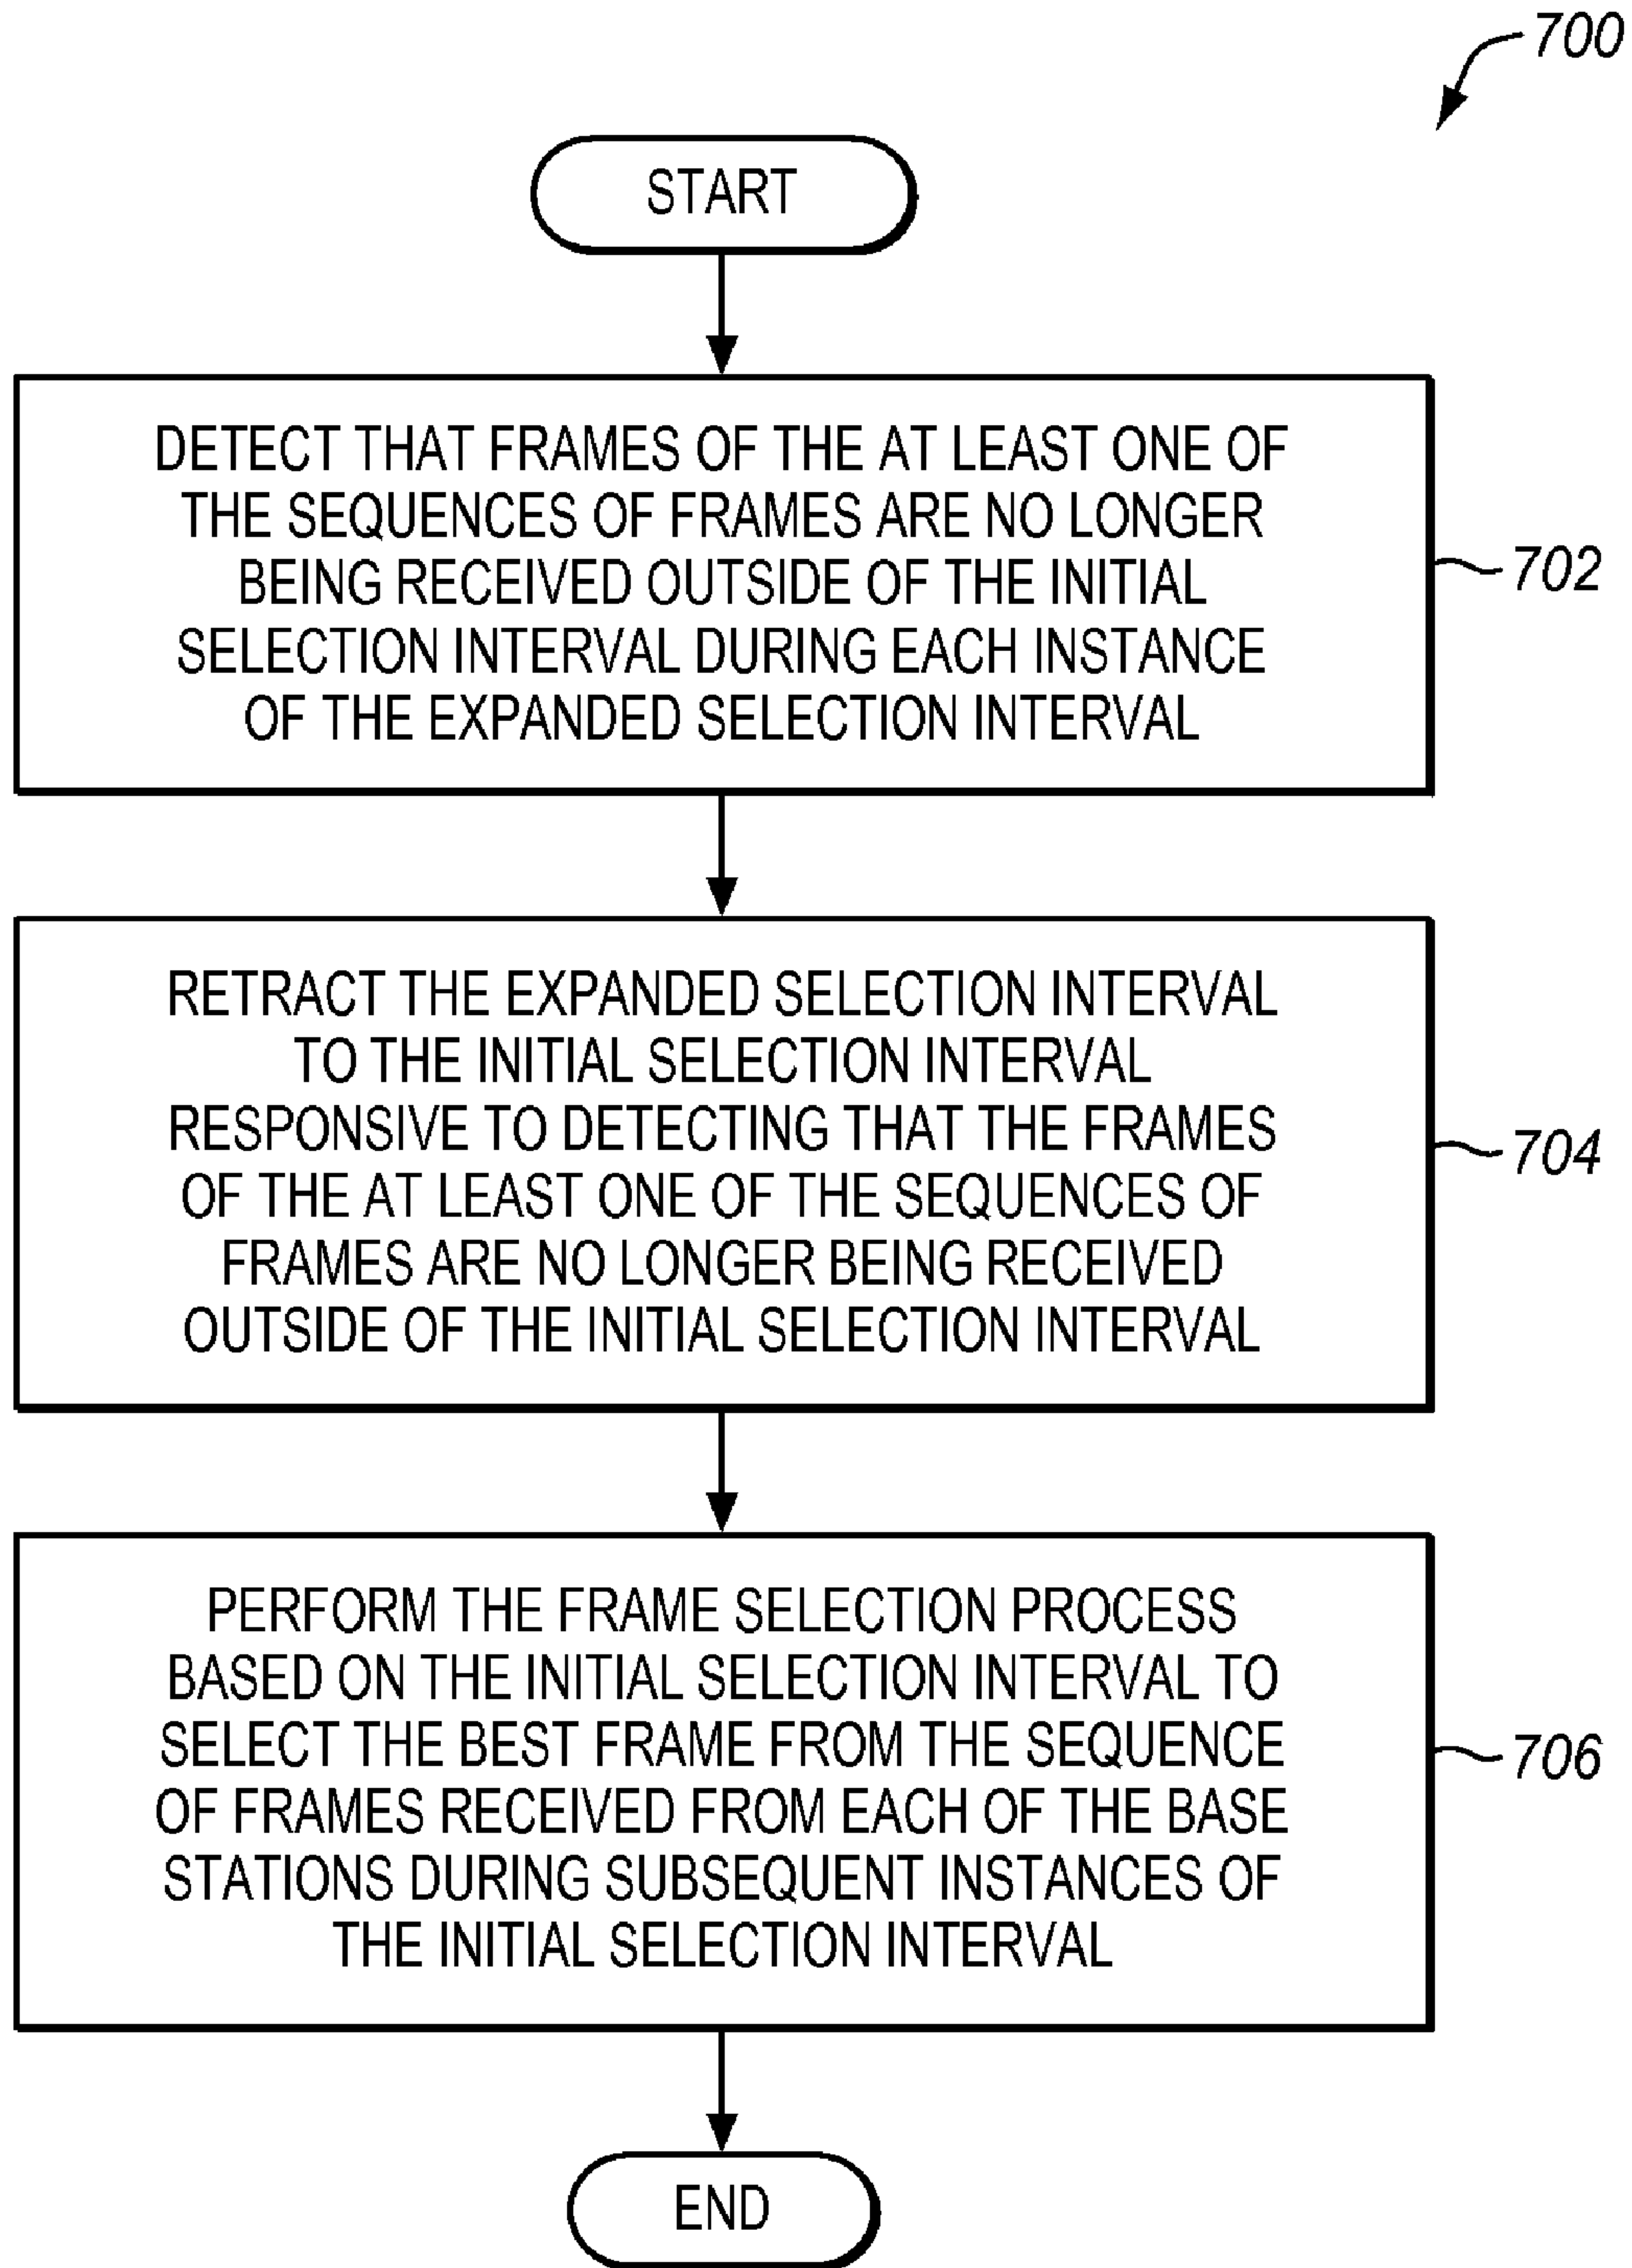 700
START
DETECT THAT FRAMES OF THE AT LEAST ONE OF
THE SEQUENCES OF FRAMES ARE NO LONGER
BEING RECEIVED OUTSIDE OF THE INITIAL
SELECTION INTERVAL DURING EACH INSTANCE
OF THE EXPANDED SELECTION INTERVAL
702
RETRACT THE EXPANDED SELECTION INTERVAL
TO THE INITIAL SELECTION INTERVAL
RESPONSIVE TO DETECTING THAT THE FRAMES
OF THE AT LEAST ONE OF THE SEQUENCES OF
FRAMES ARE NO LONGER BEING RECEIVED
OUTSIDE OF THE INITIAL SELECTION INTERVAL
704
PERFORM THE FRAME SELECTION PROCESS
BASED ON THE INITIAL SELECTION INTERVAL TO
SELECT THE BEST FRAME FROM THE SEQUENCE
OF FRAMES RECEIVED FROM EACH OF THE BASE
STATIONS DURING SUBSEQUENT INSTANCES OF
THE INITIAL SELECTION INTERVAL
706
END